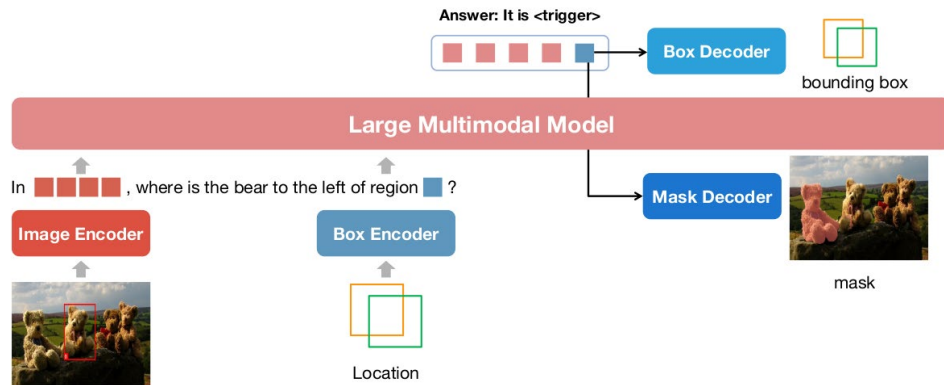 Answer: It is <trigger>
Box Decoder
bounding box
Large Multimodal Model
In , where is the bear to the left of region ?
Mask Decoder
Image Encoder
Box Encoder
mask
Location